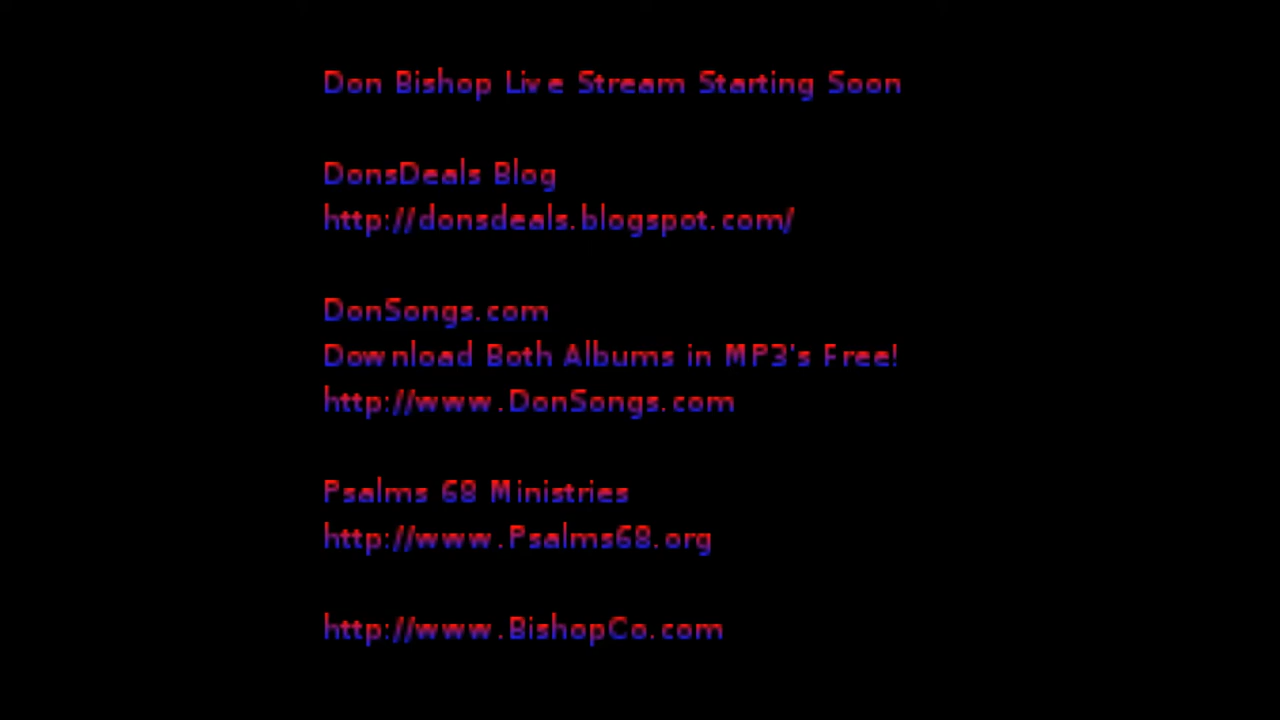 Don Bishop Live Stream Starting Soon
DonsDeals Blog
http://donsdeals.blogspot.com/
DonSongs.com
Download Both Albums in MP3's Free!
http://www.DonSongs.com
Psalms 68 Ministries
http://www.Psalms68.org
http://www.BishopCo.com